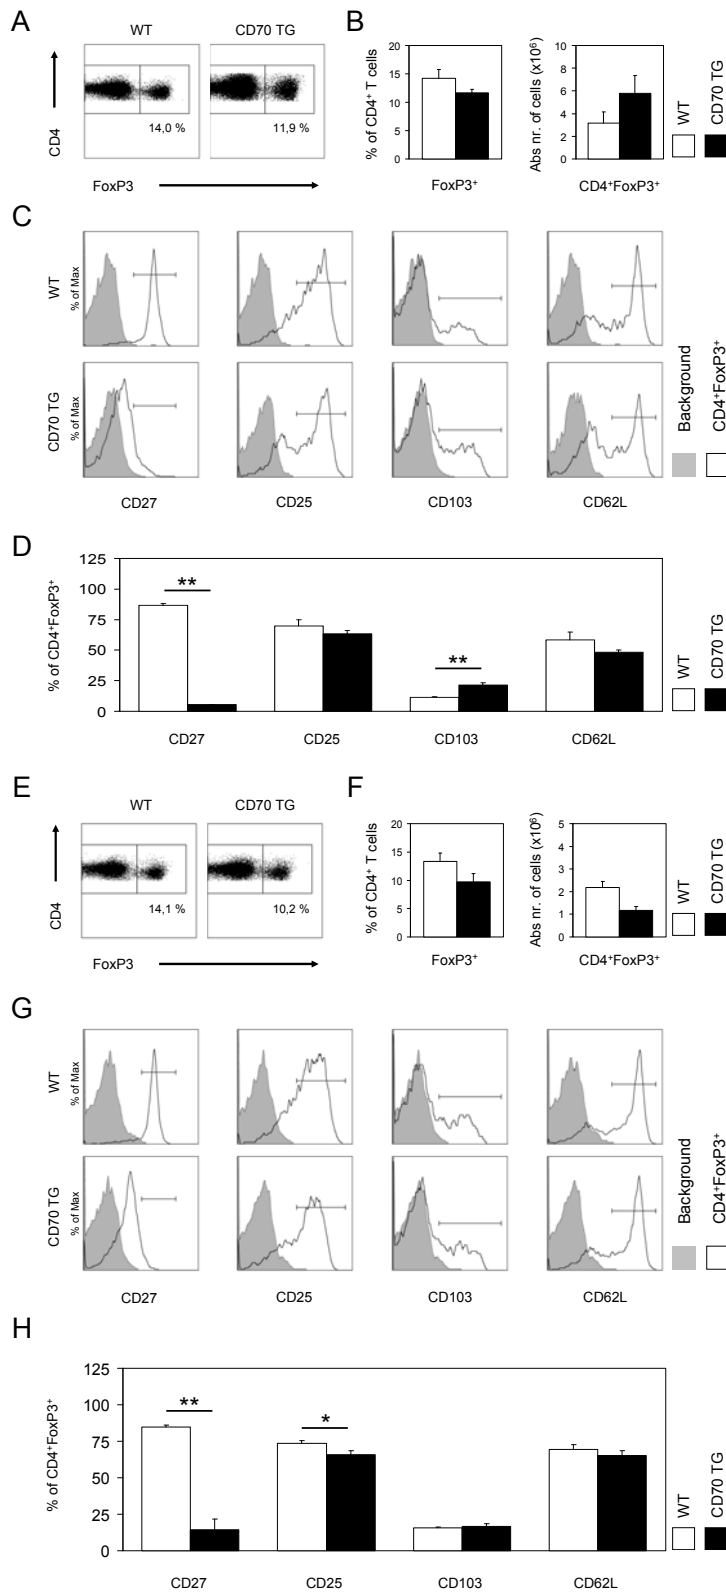 A
WT
CD70 TG
CD4
14,0 %
11,9 %
FoxP3
B
% of CD4⁺ T cells
20
15
10
5
0
FoxP3⁺
Abs nr. of cells (x10⁶)
10
8
6
4
2
0
CD4⁺FoxP3⁺
WT
CD70 TG
C
WT
% of Max
CD70 TG
% of Max
CD27
CD25
CD103
CD62L
Background
CD4⁺FoxP3⁺
D
% of CD4⁺FoxP3⁺
125
100
75
50
25
0
**
**
CD27
CD25
CD103
CD62L
WT
CD70 TG
E
WT
CD70 TG
CD4
14,1 %
10,2 %
FoxP3
F
% of CD4⁺ T cells
20
15
10
5
0
FoxP3⁺
Abs nr. of cells (x10⁶)
5
4
3
2
1
0
CD4⁺FoxP3⁺
WT
CD70 TG
G
WT
% of Max
CD70 TG
% of Max
CD27
CD25
CD103
CD62L
Background
CD4⁺FoxP3⁺
H
% of CD4⁺FoxP3⁺
125
100
75
50
25
0
**
*
CD27
CD25
CD103
CD62L
WT
CD70 TG